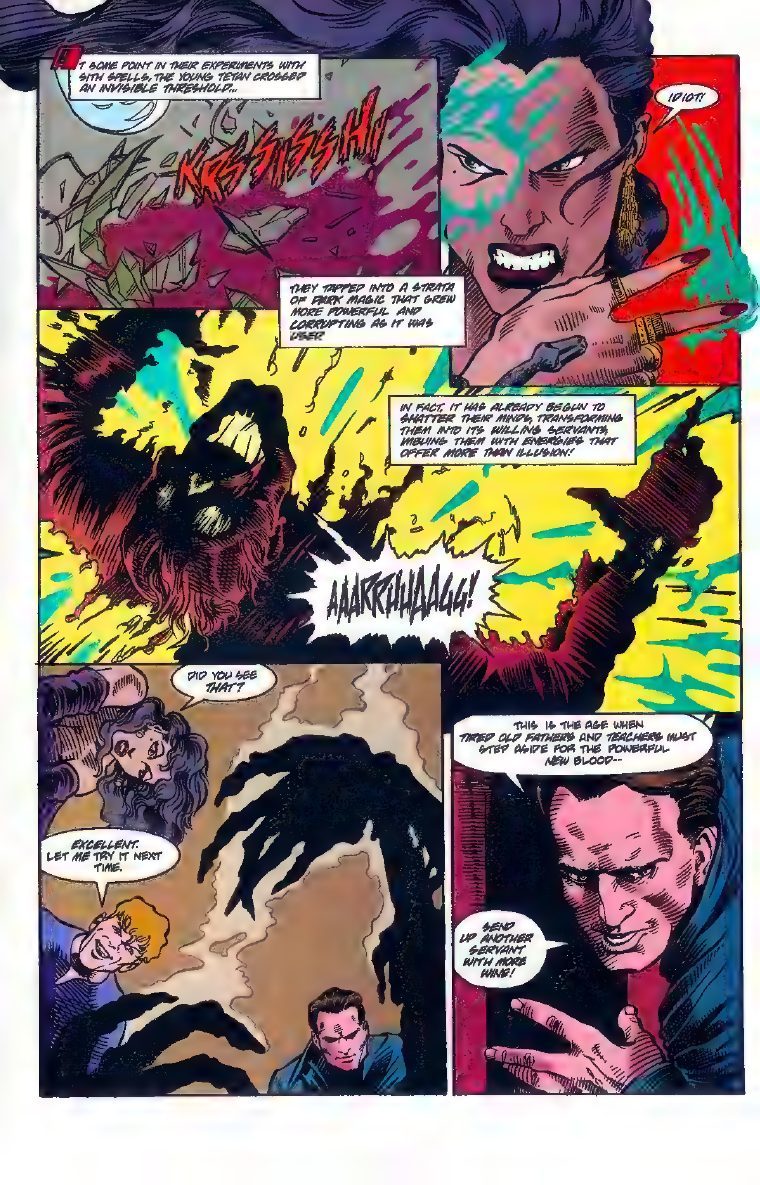 AT SOME POINT IN THEIR EXPERIMENTS WITH
SITH SPELLS, THE YOUNG TETAN CROSSED
AN INVISIBLE THRESHOLD...
KRSSISSSH!
IDIOT!
THEY TAPPED INTO A STRATA
OF DARK MAGIC THAT GREW
MORE POWERFUL AND
CORRUPTING AS IT WAS
USED!
IN FACT, IT HAS ALREADY BEGUN TO
SHATTER THEIR MINDS, TRANSFORMING
THEM INTO ITS WILLING SERVANTS,
IMBUING THEM WITH ENERGIES THAT
OFFER MORE THAN ILLUSION!
AAARRHHAAGG!
DID YOU SEE
THAT?
EXCELLENT.
LET ME TRY IT NEXT
TIME.
THIS IS THE AGE WHEN
TIRED OLD FATHERS AND TEACHERS MUST
STEP ASIDE FOR THE POWERFUL
NEW BLOOD--
SEND
UP ANOTHER
SERVANT
WITH MORE
WINE!